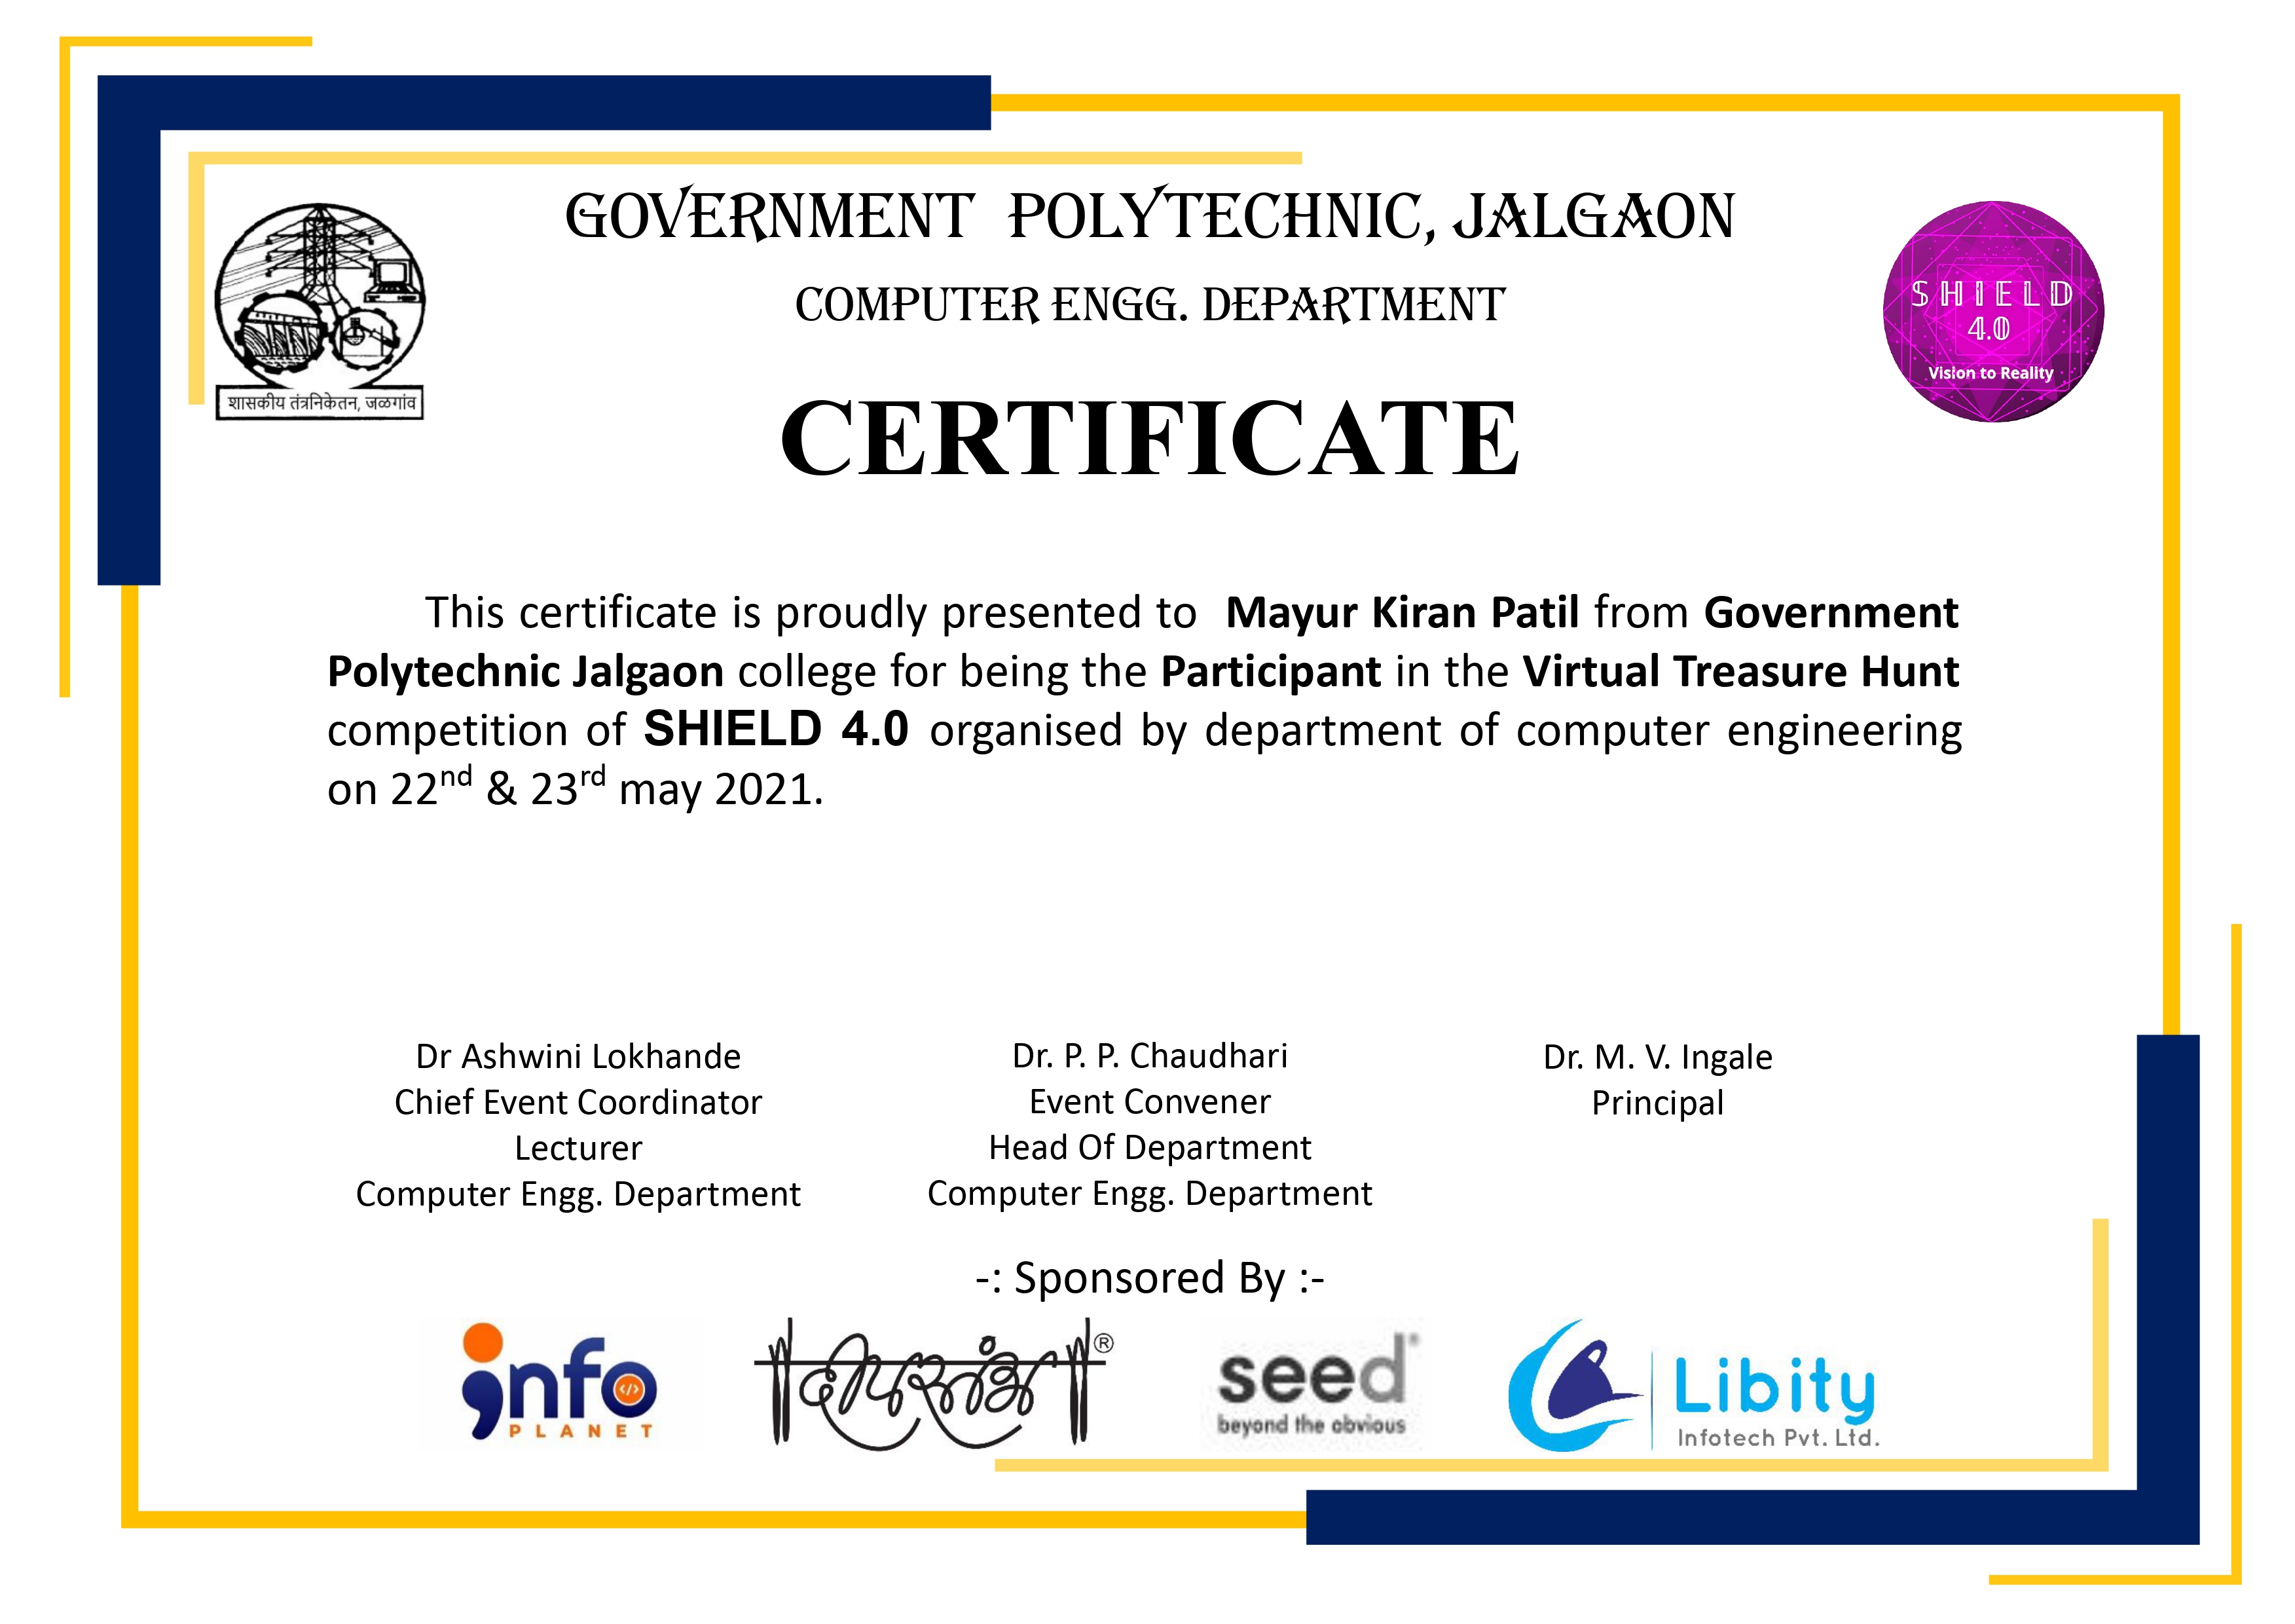 GOVERNMENT POLYTECHNIC, JALGAON
COMPUTER ENGG. DEPARTMENT
शासकीय तंत्रनिकेतन, जळगांव
SHIELD
4.0
Vision to Reality
CERTIFICATE
This certificate is proudly presented to Mayur Kiran Patil from Government
Polytechnic Jalgaon college for being the Participant in the Virtual Treasure Hunt
competition of SHIELD 4.0 organised by department of computer engineering
on 22nd & 23rd may 2021.
Dr Ashwini Lokhande
Chief Event Coordinator
Lecturer
Computer Engg. Department
Dr. P. P. Chaudhari
Event Convener
Head Of Department
Computer Engg. Department
Dr. M. V. Ingale
Principal
-: Sponsored By :-
info
PLANET
दीपस्तंभ®
seed
beyond the obvious
Libity
Infotech Pvt. Ltd.